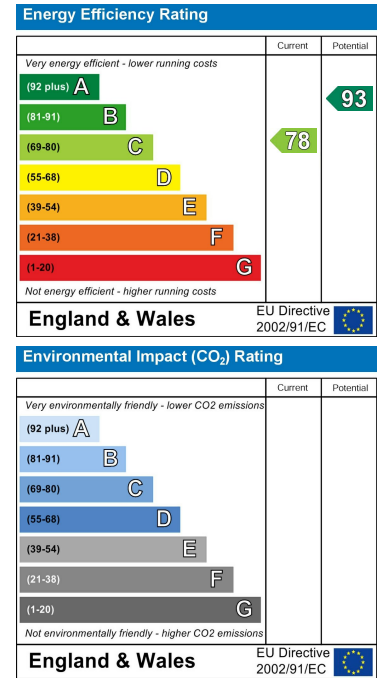 Energy Efficiency Rating
Current Potential
Very energy efficient - lower running costs
(92 plus) A
(81-91) B
(69-80) C
(55-68) D
(39-54) E
(21-38) F
(1-20) G
78
93
Not energy efficient - higher running costs
England & Wales
EU Directive
2002/91/EC
Environmental Impact (CO₂) Rating
Current Potential
Very environmentally friendly - lower CO2 emissions
(92 plus) A
(81-91) B
(69-80) C
(55-68) D
(39-54) E
(21-38) F
(1-20) G
Not environmentally friendly - higher CO2 emissions
England & Wales
EU Directive
2002/91/EC